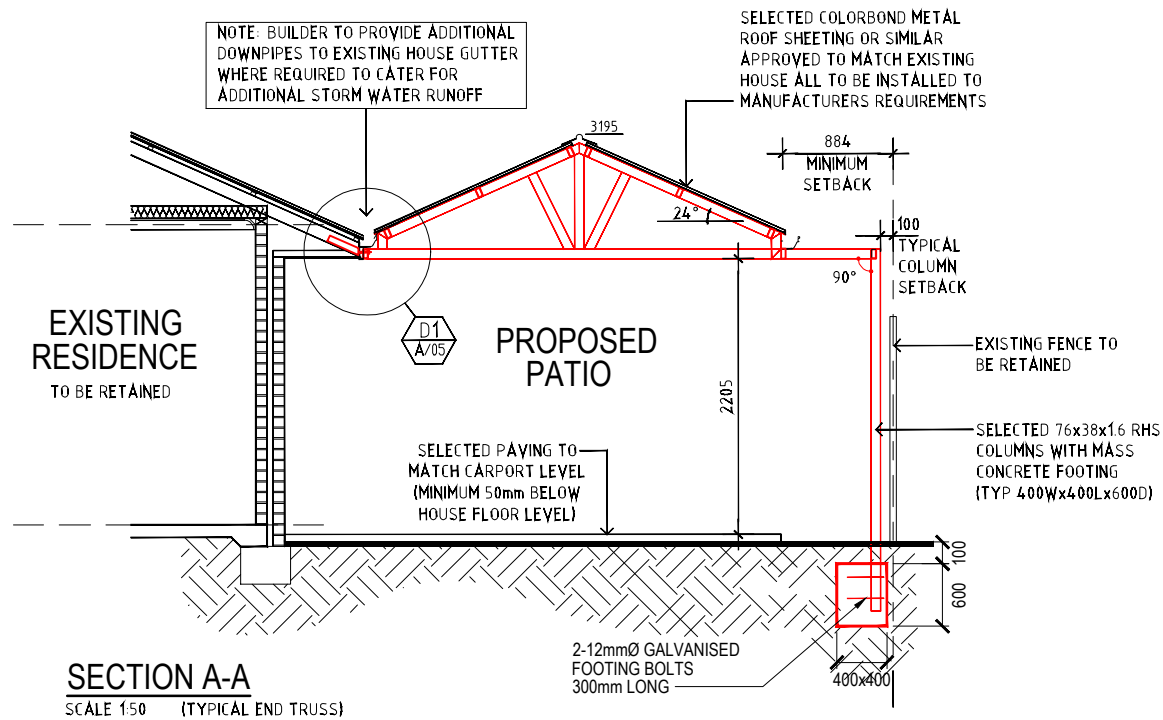 NOTE: BUILDER TO PROVIDE ADDITIONAL
DOWNPIPES TO EXISTING HOUSE GUTTER
WHERE REQUIRED TO CATER FOR
ADDITIONAL STORM WATER RUNOFF
SELECTED COLORBOND METAL
ROOF SHEETING OR SIMILAR
APPROVED TO MATCH EXISTING
HOUSE ALL TO BE INSTALLED TO
MANUFACTURERS REQUIREMENTS
3195
884
MINIMUM
SETBACK
24°
100
TYPICAL
COLUMN
SETBACK
90°
D1
A/05
EXISTING
RESIDENCE
TO BE RETAINED
PROPOSED
PATIO
2205
EXISTING FENCE TO
BE RETAINED
SELECTED 76x38x1.6 RHS
COLUMNS WITH MASS
CONCRETE FOOTING
(TYP 400Wx400Lx600D)
SELECTED PAVING TO
MATCH CARPORT LEVEL
(MINIMUM 50mm BELOW
HOUSE FLOOR LEVEL)
100
600
2-12mmØ GALVANISED
FOOTING BOLTS
300mm LONG
400x400
SECTION A-A
SCALE 1:50 (TYPICAL END TRUSS)